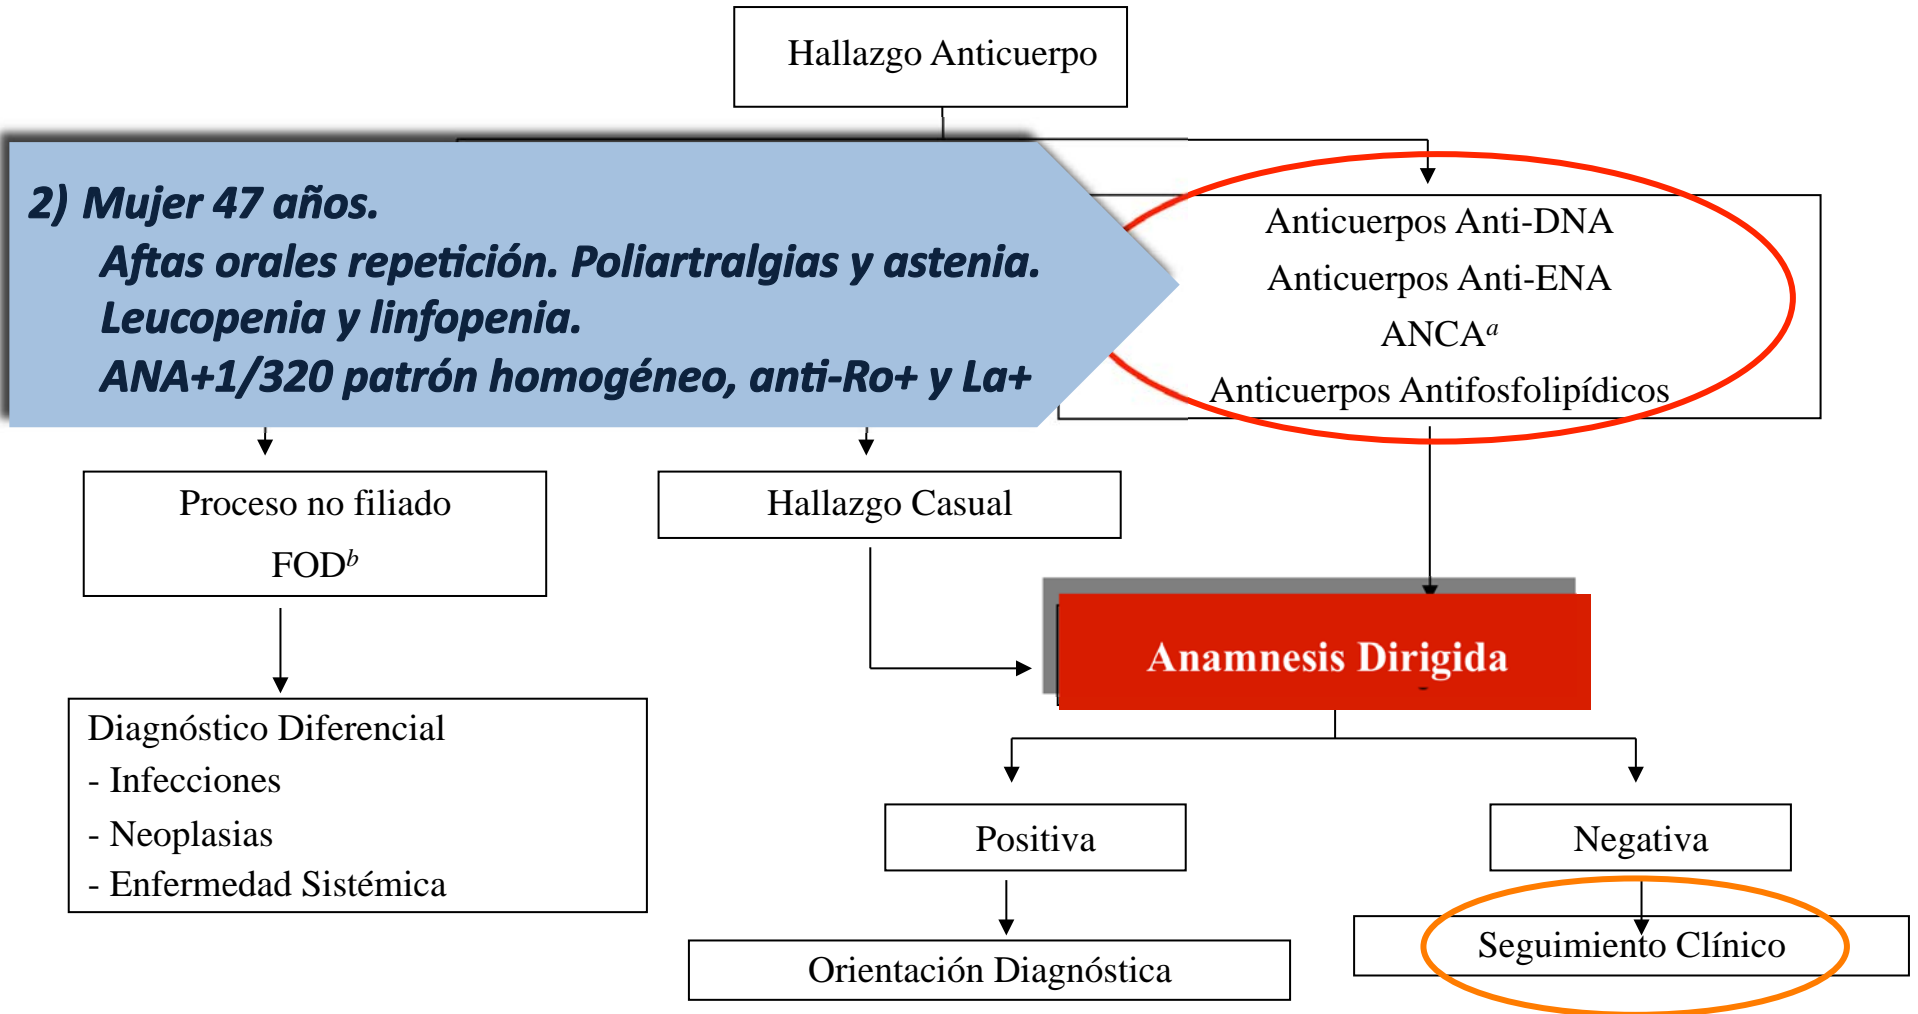 Hallazgo Anticuerpo
2) Mujer 47 años.
Aftas orales repetición. Poliartralgias y astenia.
Leucopenia y linfopenia.
ANA+1/320 patrón homogéneo, anti-Ro+ y La+
Anticuerpos Anti-DNA
Anticuerpos Anti-ENA
ANCAa
Anticuerpos Antifosfolipídicos
Proceso no filiado
FODb
Hallazgo Casual
Anamnesis Dirigida
Diagnóstico Diferencial
- Infecciones
- Neoplasias
- Enfermedad Sistémica
Positiva
Negativa
Orientación Diagnóstica
Seguimiento Clínico